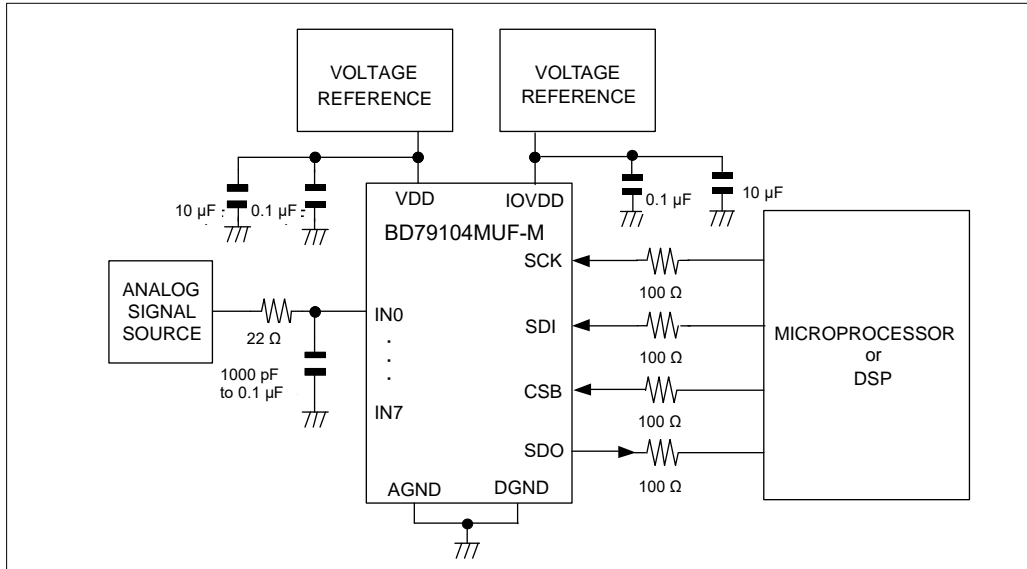 VOLTAGE
REFERENCE
VOLTAGE
REFERENCE
10 µF
0.1 µF
VDD
IOVDD
0.1 µF
10 µF
BD79104MUF-M
ANALOG
SIGNAL
SOURCE
22 Ω
1000 pF
to 0.1 µF
IN0
.
.
.
.
IN7
SCK
100 Ω
SDI
100 Ω
CSB
100 Ω
SDO
100 Ω
AGND
DGND
MICROPROCESSOR
or
DSP